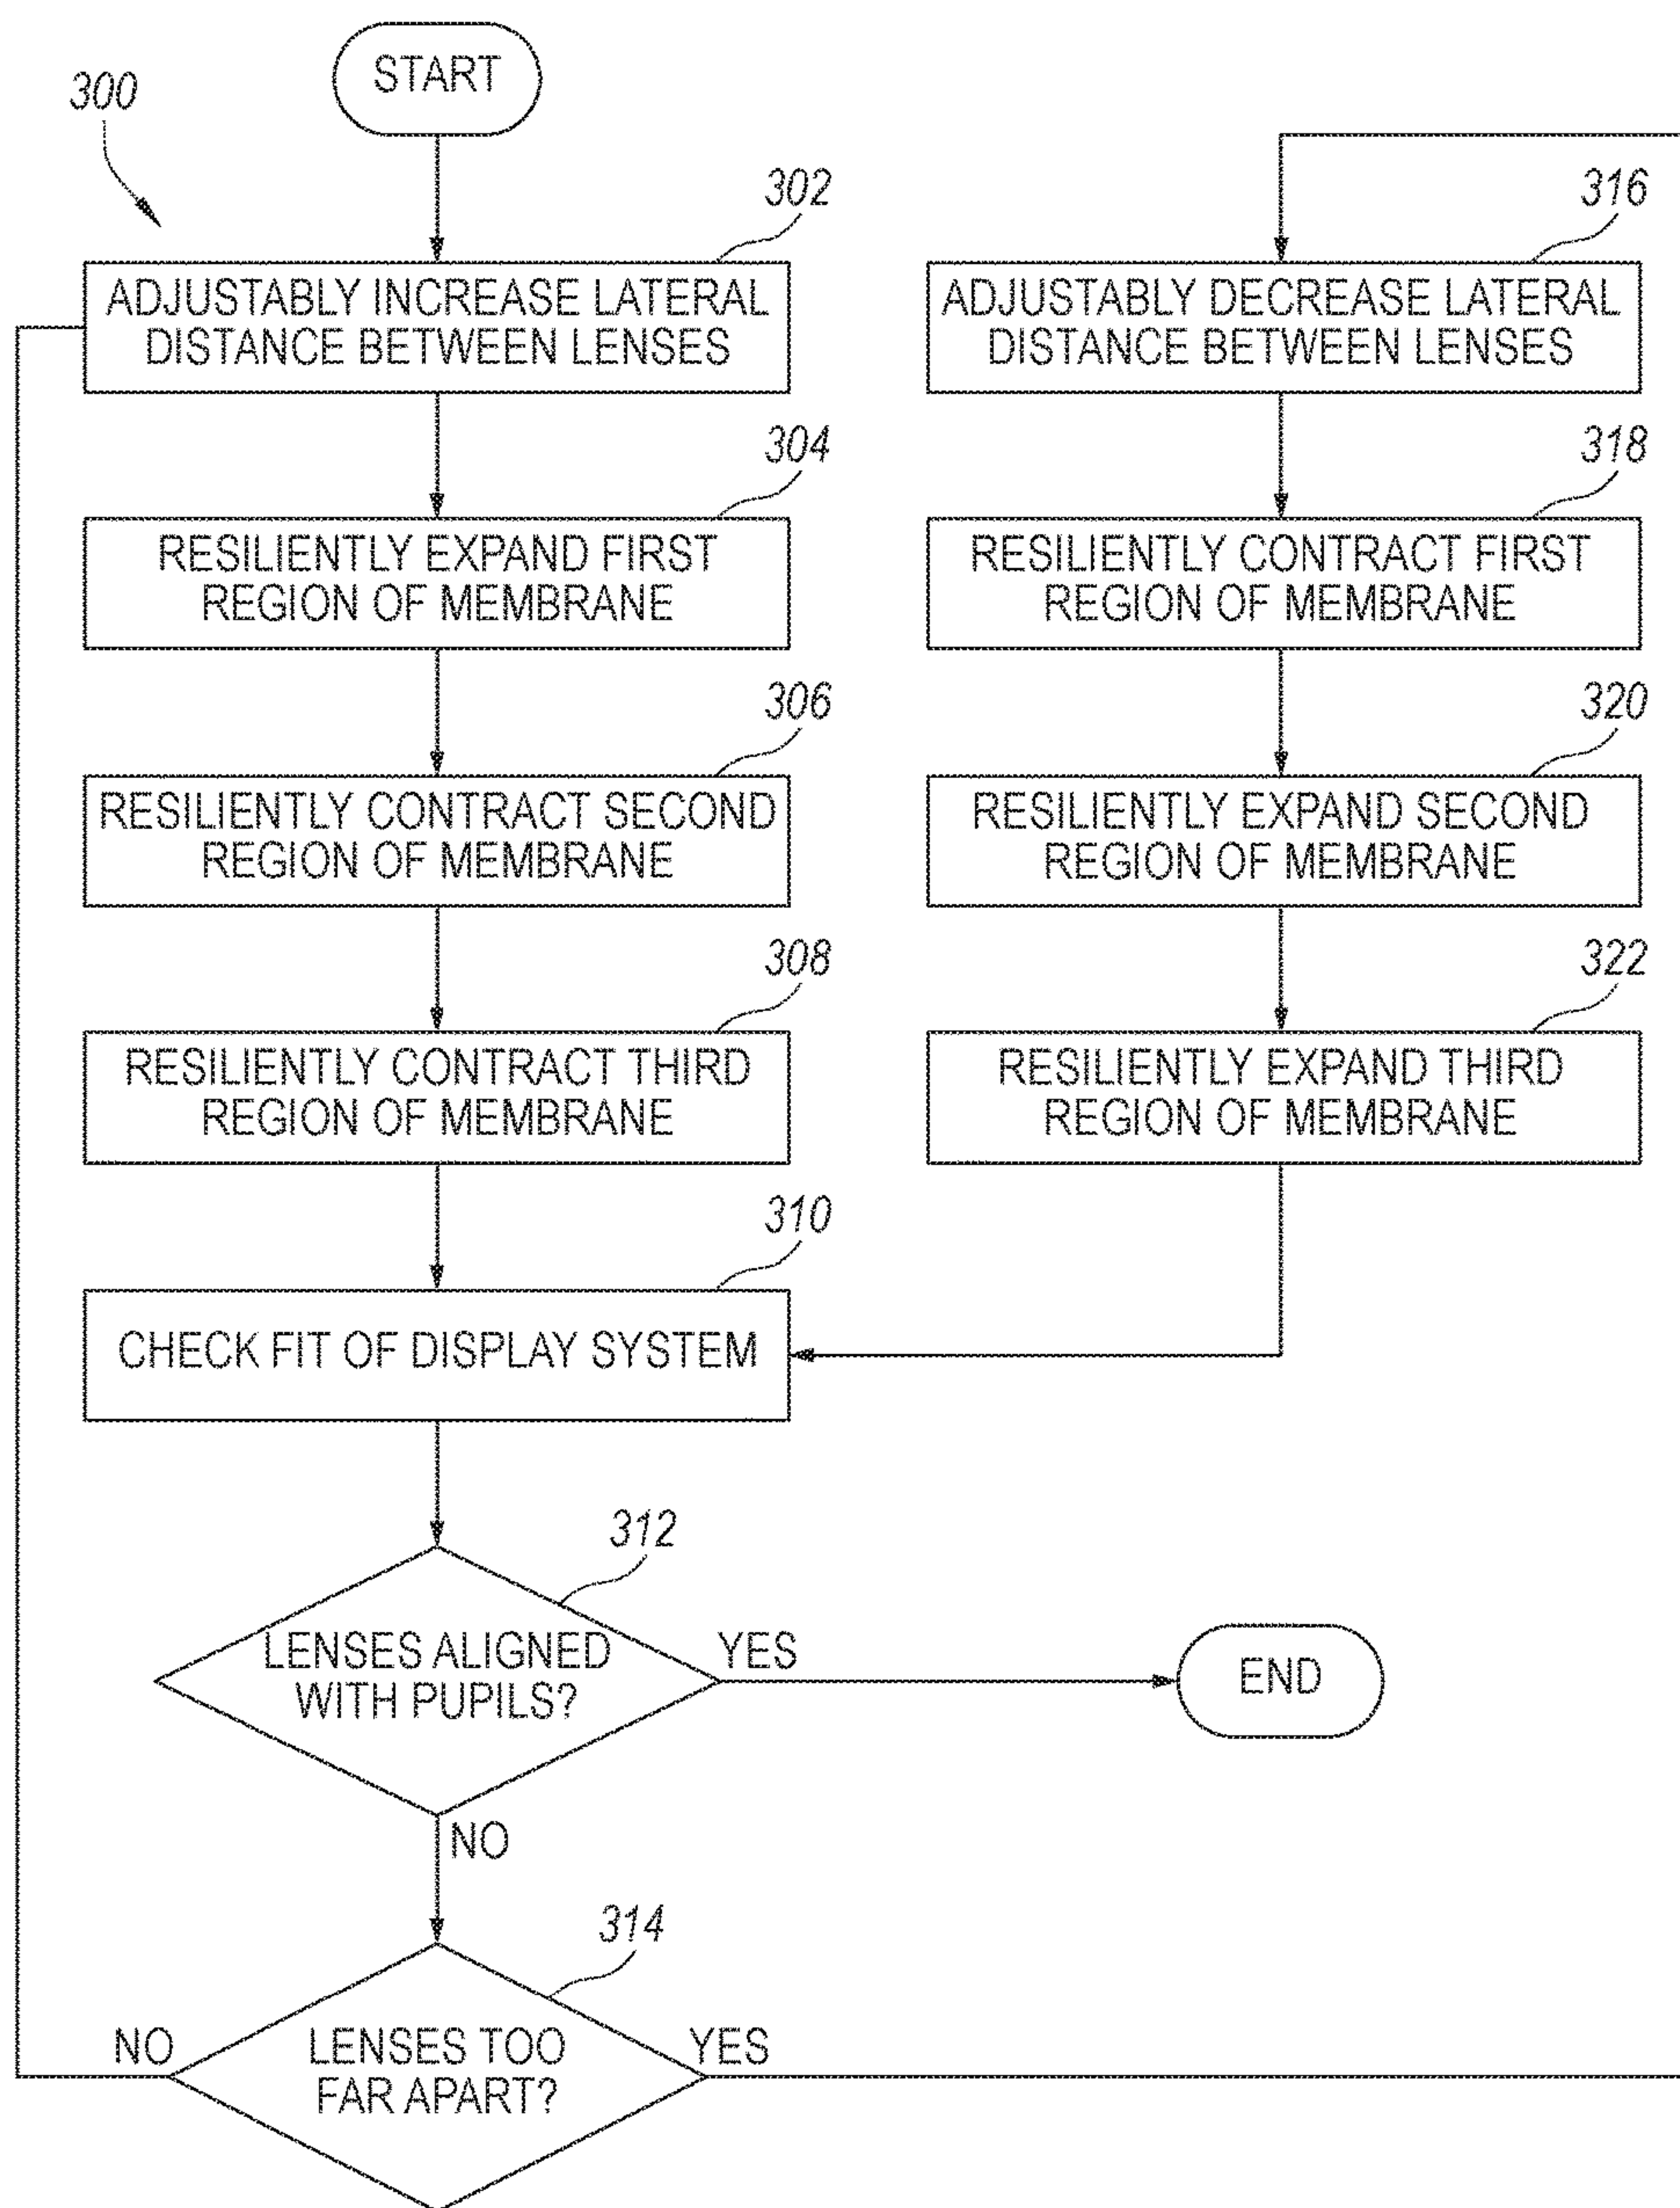 START
300
302
ADJUSTABLY INCREASE LATERAL
DISTANCE BETWEEN LENSES
304
RESILIENTLY EXPAND FIRST
REGION OF MEMBRANE
306
RESILIENTLY CONTRACT SECOND
REGION OF MEMBRANE
308
RESILIENTLY CONTRACT THIRD
REGION OF MEMBRANE
310
CHECK FIT OF DISPLAY SYSTEM
312
LENSES ALIGNED
WITH PUPILS?
YES
END
NO
314
LENSES TOO
FAR APART?
NO
YES
316
ADJUSTABLY DECREASE LATERAL
DISTANCE BETWEEN LENSES
318
RESILIENTLY CONTRACT FIRST
REGION OF MEMBRANE
320
RESILIENTLY EXPAND SECOND
REGION OF MEMBRANE
322
RESILIENTLY EXPAND THIRD
REGION OF MEMBRANE